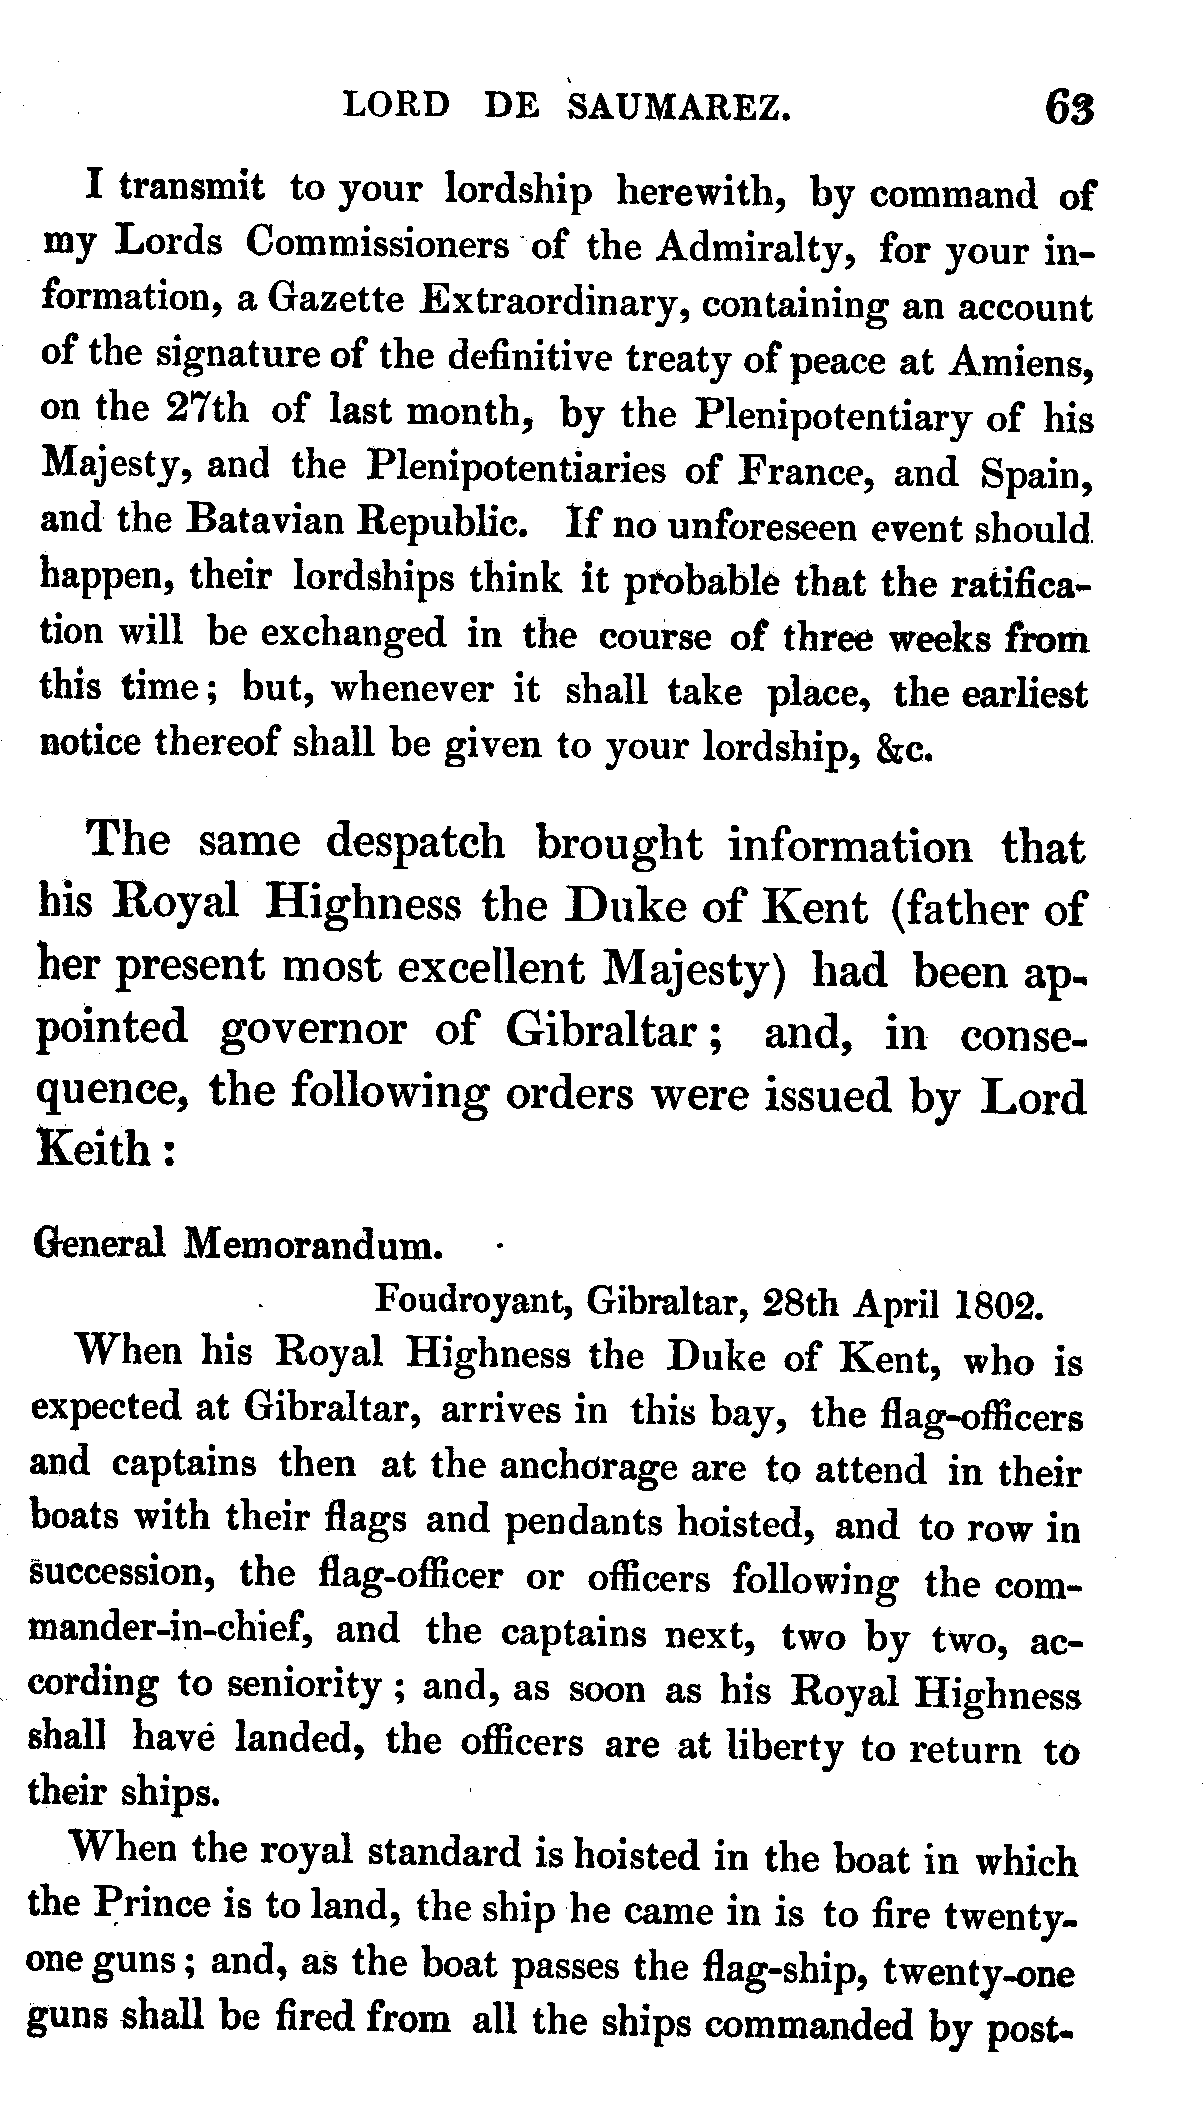 LORD DE SAUMAREZ. 63
I transmit to your lordship herewith, by command of
my Lords Commissioners of the Admiralty, for your in-
formation, a Gazette Extraordinary, containing an account
of the signature of the definitive treaty of peace at Amiens,
on the 27th of last month, by the Plenipotentiary of his
Majesty, and the Plenipotentiaries of France, and Spain,
and the Batavian Republic. If no unforeseen event should
happen, their lordships think it probable that the ratifica-
tion will be exchanged in the course of three weeks from
this time; but, whenever it shall take place, the earliest
notice thereof shall be given to your lordship, &c.
The same despatch brought information that
his Royal Highness the Duke of Kent (father of
her present most excellent Majesty) had been ap-
pointed governor of Gibraltar; and, in conse-
quence, the following orders were issued by Lord
Keith:
General Memorandum.
Foudroyant, Gibraltar, 28th April 1802.
When his Royal Highness the Duke of Kent, who is
expected at Gibraltar, arrives in this bay, the flag-officers
and captains then at the anchorage are to attend in their
boats with their flags and pendants hoisted, and to row in
succession, the flag-officer or officers following the com-
mander-in-chief, and the captains next, two by two, ac-
cording to seniority; and, as soon as his Royal Highness
shall have landed, the officers are at liberty to return to
their ships.
When the royal standard is hoisted in the boat in which
the Prince is to land, the ship he came in is to fire twenty-
one guns; and, as the boat passes the flag-ship, twenty-one
guns shall be fired from all the ships commanded by post-